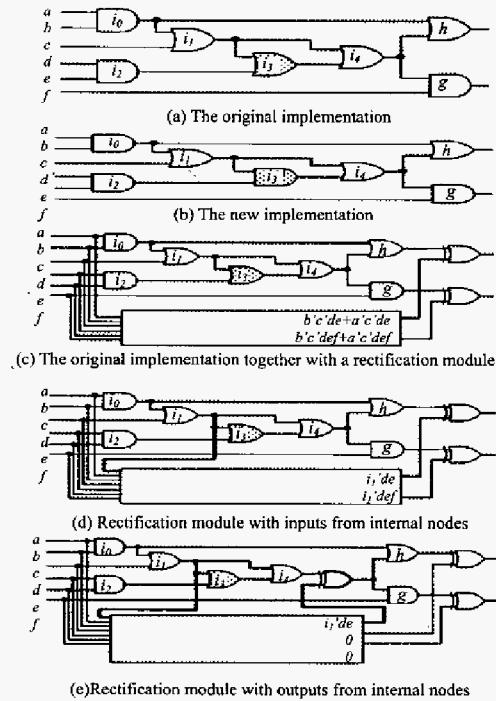 a
b
c
d
e
f
i0
i1
i2
i3
i4
h
g
(a) The original implementation
a
b
c
d'
e
f
i0
i1
i2
i3
i4
h
g
(b) The new implementation
a
b
c
d
e
f
i0
i1
i2
i3
i4
h
g
b'c'de+a'c'de
b'c'def+a'c'def
(c) The original implementation together with a rectification module
a
b
c
d
e
f
i0
i1
i2
i3
i4
h
g
i1'de
i1'def
(d) Rectification module with inputs from internal nodes
a
b
c
d
e
f
i0
i1
i2
i3
i4
h
g
i1'de
0
0
(e)Rectification module with outputs from internal nodes